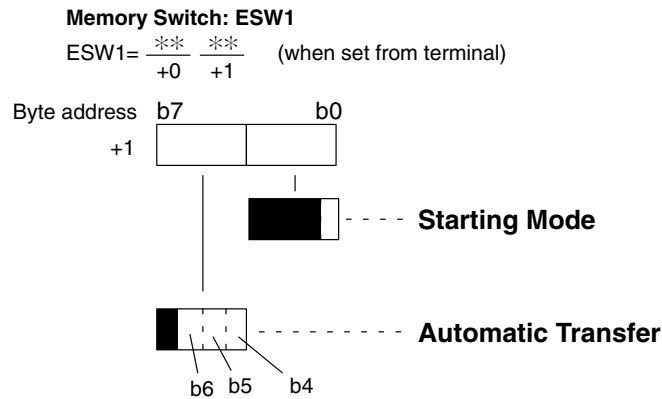 Memory Switch: ESW1
ESW1= ** ** (when set from terminal)
+0 +1
Byte address b7 b0
+1
Starting Mode
Automatic Transfer
b6 b5 b4